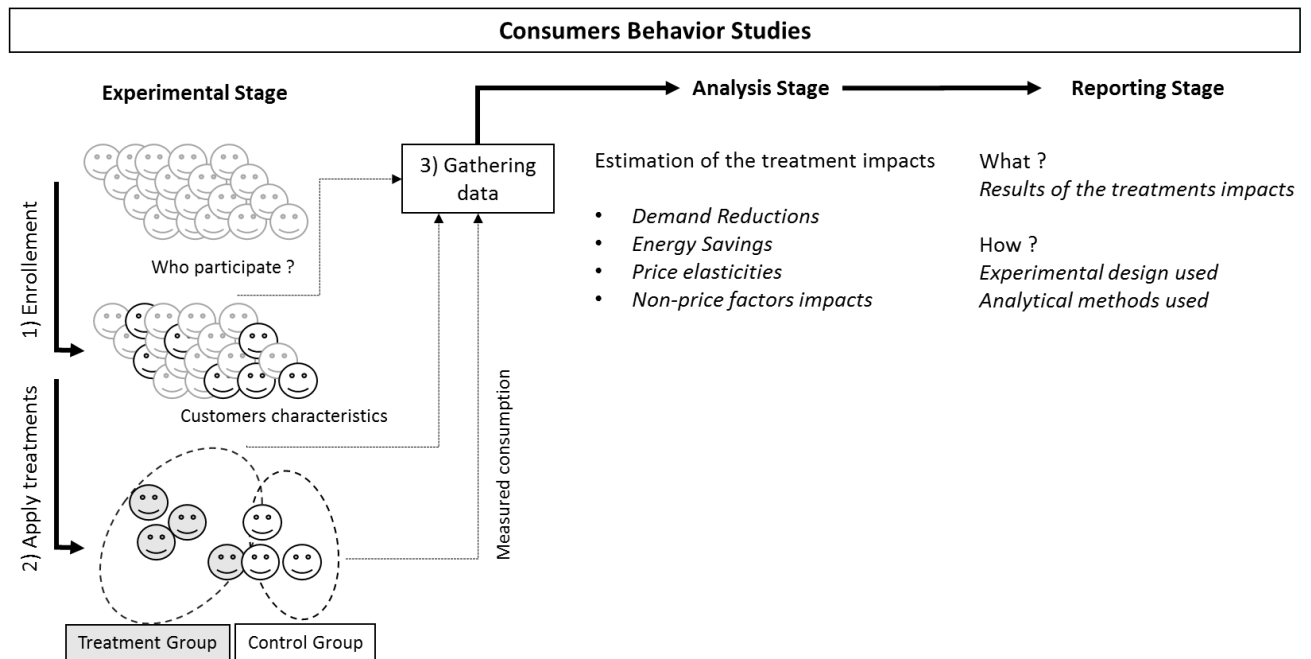 Consumers Behavior Studies
Experimental Stage
Analysis Stage
Reporting Stage
1) Enrollement
Who participate ?
Customers characteristics
2) Apply treatments
Treatment Group
Control Group
3) Gathering
data
Measured consumption
Estimation of the treatment impacts
• Demand Reductions
• Energy Savings
• Price elasticities
• Non-price factors impacts
What ?
Results of the treatments impacts
How ?
Experimental design used
Analytical methods used